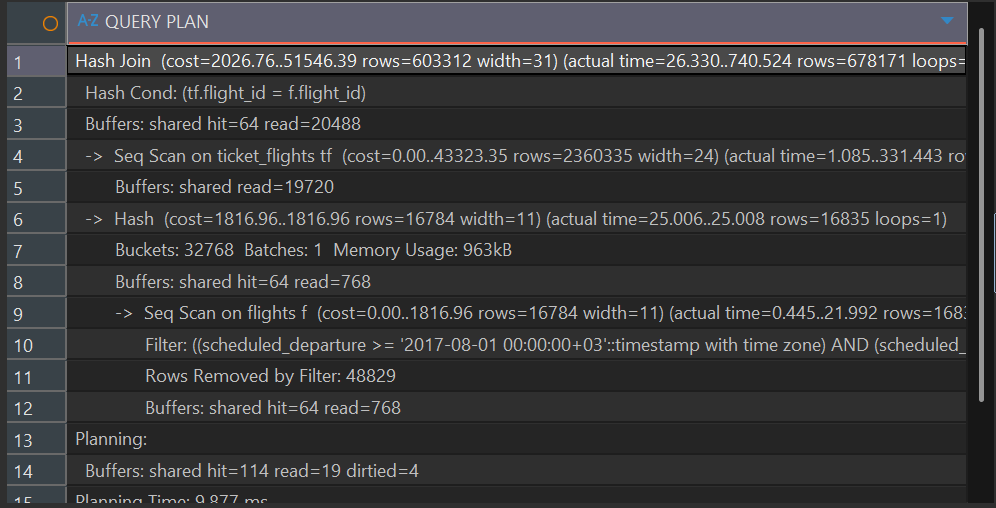 A-Z QUERY PLAN
1 Hash Join (cost=2026.76..51546.39 rows=603312 width=31) (actual time=26.330..740.524 rows=678171 loops=
2 Hash Cond: (tf.flight_id = f.flight_id)
3 Buffers: shared hit=64 read=20488
4 -> Seq Scan on ticket_flights tf (cost=0.00..43323.35 rows=2360335 width=24) (actual time=1.085..331.443 ro
5 Buffers: shared read=19720
6 -> Hash (cost=1816.96..1816.96 rows=16784 width=11) (actual time=25.006..25.008 rows=16835 loops=1)
7 Buckets: 32768 Batches: 1 Memory Usage: 963kB
8 Buffers: shared hit=64 read=768
9 -> Seq Scan on flights f (cost=0.00..1816.96 rows=16784 width=11) (actual time=0.445..21.992 rows=1683
10 Filter: ((scheduled_departure >= '2017-08-01 00:00:00+03'::timestamp with time zone) AND (scheduled_
11 Rows Removed by Filter: 48829
12 Buffers: shared hit=64 read=768
13 Planning:
14 Buffers: shared hit=114 read=19 dirtied=4
15 Planning Time: 9.877 ms